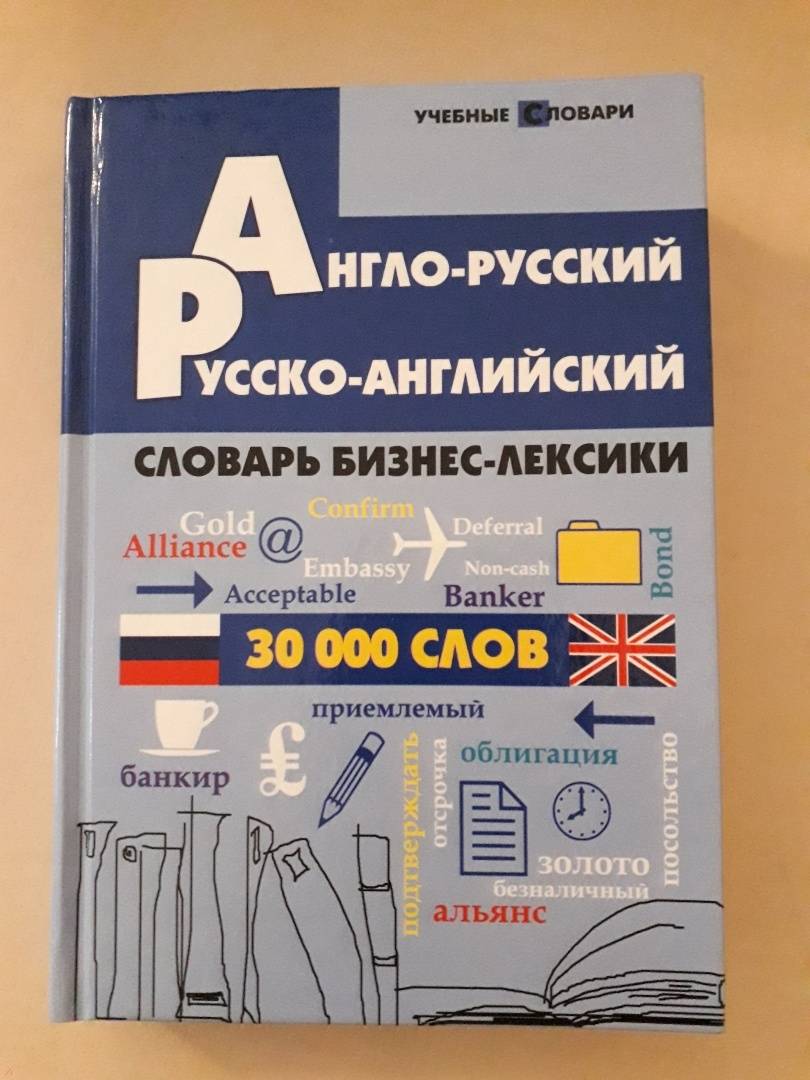 УЧЕБНЫЕ СЛОВАРИ
АНГЛО-РУССКИЙ
РУССКО-АНГЛИЙСКИЙ
СЛОВАРЬ БИЗНЕС-ЛЕКСИКИ
Confirm
Gold
Deferral
Alliance @
Embassy
Non-cash
Bond
Acceptable
Banker
30 000 СЛОВ
приемлемый
£
банкир
подтверждать
отсрочка
облигация
посольство
золото
безналичный
альянс